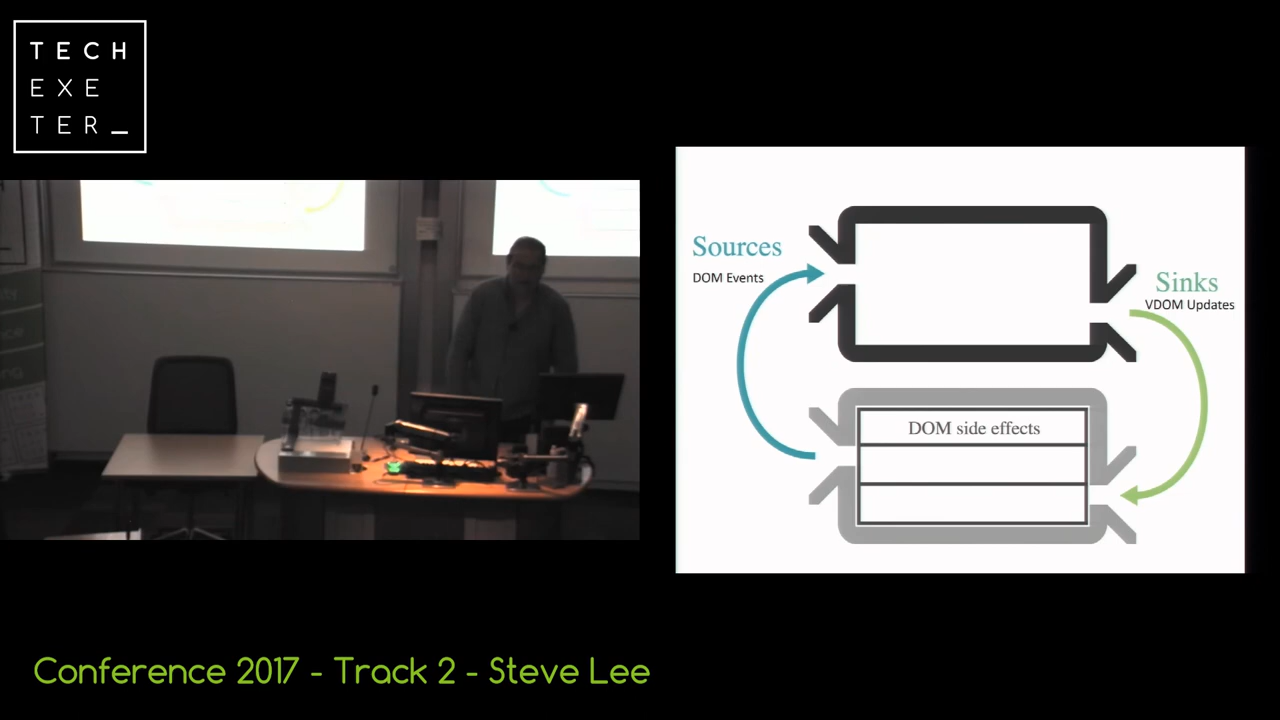 TECH
EXE
TER_
Sources
DOM Events
Sinks
VDOM Updates
DOM side effects
Conference 2017 - Track 2 - Steve Lee